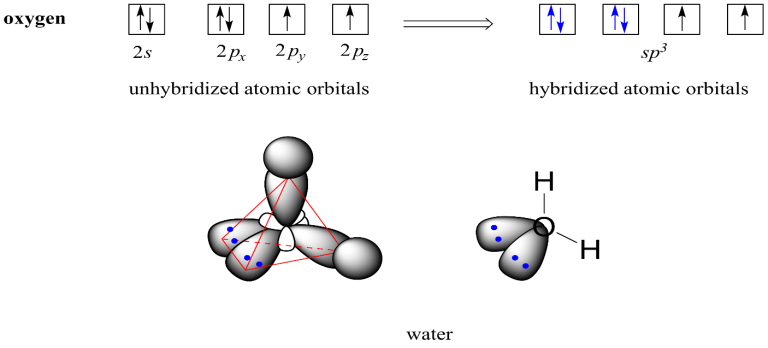 oxygen
2s 2px 2py 2pz sp³
unhybridized atomic orbitals hybridized atomic orbitals
H
O
H
water